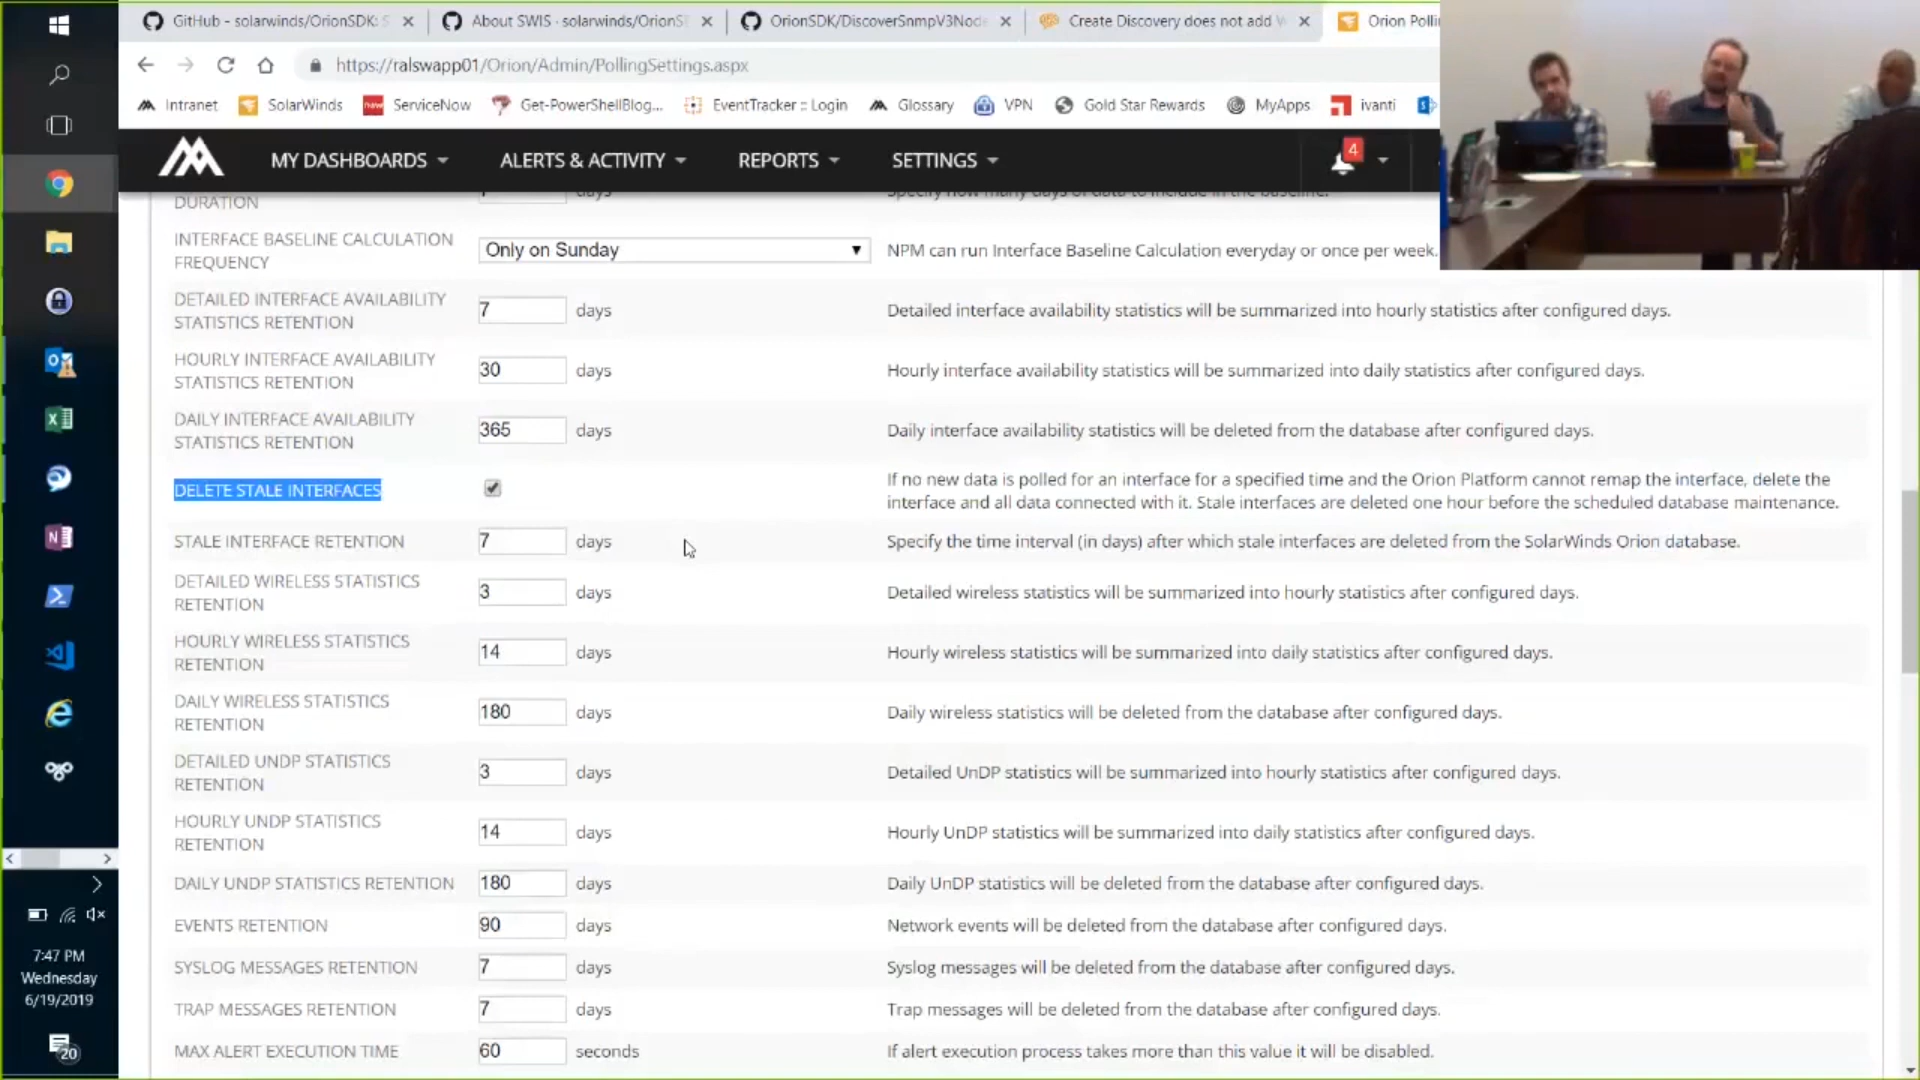 GitHub - solarwinds/OrionSDK: S
About SWIS · solarwinds/OrionS
OrionSDK/DiscoverSnmpV3Node
Create Discovery does not add V
Orion Polli
https://ralswapp01/Orion/Admin/PollingSettings.aspx
Intranet SolarWinds ServiceNow Get-PowerShellBlog... EventTracker :: Login Glossary VPN Gold Star Rewards MyApps ivanti
MY DASHBOARDS ALERTS & ACTIVITY REPORTS SETTINGS 4
DURATION days Specify how many days of data to include in the baseline.
INTERFACE BASELINE CALCULATION
FREQUENCY
Only on Sunday
NPM can run Interface Baseline Calculation everyday or once per week.
DETAILED INTERFACE AVAILABILITY
STATISTICS RETENTION
7 days
Detailed interface availability statistics will be summarized into hourly statistics after configured days.
HOURLY INTERFACE AVAILABILITY
STATISTICS RETENTION
30 days
Hourly interface availability statistics will be summarized into daily statistics after configured days.
DAILY INTERFACE AVAILABILITY
STATISTICS RETENTION
365 days
Daily interface availability statistics will be deleted from the database after configured days.
DELETE STALE INTERFACES
If no new data is polled for an interface for a specified time and the Orion Platform cannot remap the interface, delete the
interface and all data connected with it. Stale interfaces are deleted one hour before the scheduled database maintenance.
STALE INTERFACE RETENTION
7 days
Specify the time interval (in days) after which stale interfaces are deleted from the SolarWinds Orion database.
DETAILED WIRELESS STATISTICS
RETENTION
3 days
Detailed wireless statistics will be summarized into hourly statistics after configured days.
HOURLY WIRELESS STATISTICS
RETENTION
14 days
Hourly wireless statistics will be summarized into daily statistics after configured days.
DAILY WIRELESS STATISTICS
RETENTION
180 days
Daily wireless statistics will be deleted from the database after configured days.
DETAILED UNDP STATISTICS
RETENTION
3 days
Detailed UnDP statistics will be summarized into hourly statistics after configured days.
HOURLY UNDP STATISTICS
RETENTION
14 days
Hourly UnDP statistics will be summarized into daily statistics after configured days.
DAILY UNDP STATISTICS RETENTION
180 days
Daily UnDP statistics will be deleted from the database after configured days.
EVENTS RETENTION
90 days
Network events will be deleted from the database after configured days.
SYSLOG MESSAGES RETENTION
7 days
Syslog messages will be deleted from the database after configured days.
TRAP MESSAGES RETENTION
7 days
Trap messages will be deleted from the database after configured days.
MAX ALERT EXECUTION TIME
60 seconds
If alert execution process takes more than this value it will be disabled.
7:47 PM
Wednesday
6/19/2019
20